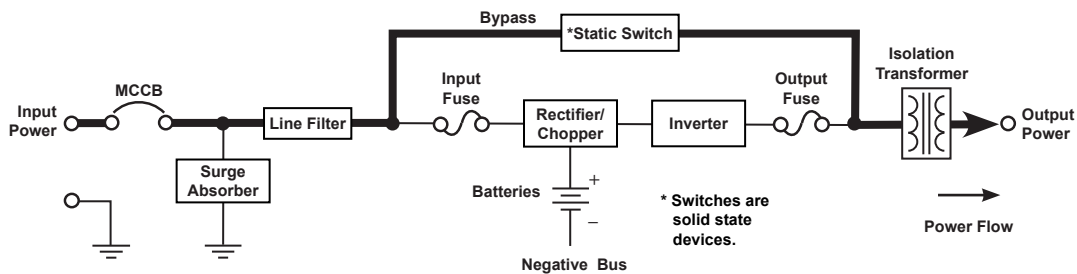 Bypass
*Static Switch
Isolation
Transformer
MCCB
Input
Fuse
Output
Fuse
Input
Power
Line Filter
Rectifier/
Chopper
Inverter
Output
Power
Surge
Absorber
Batteries
+
–
* Switches are
solid state
devices.
Power Flow
Negative Bus